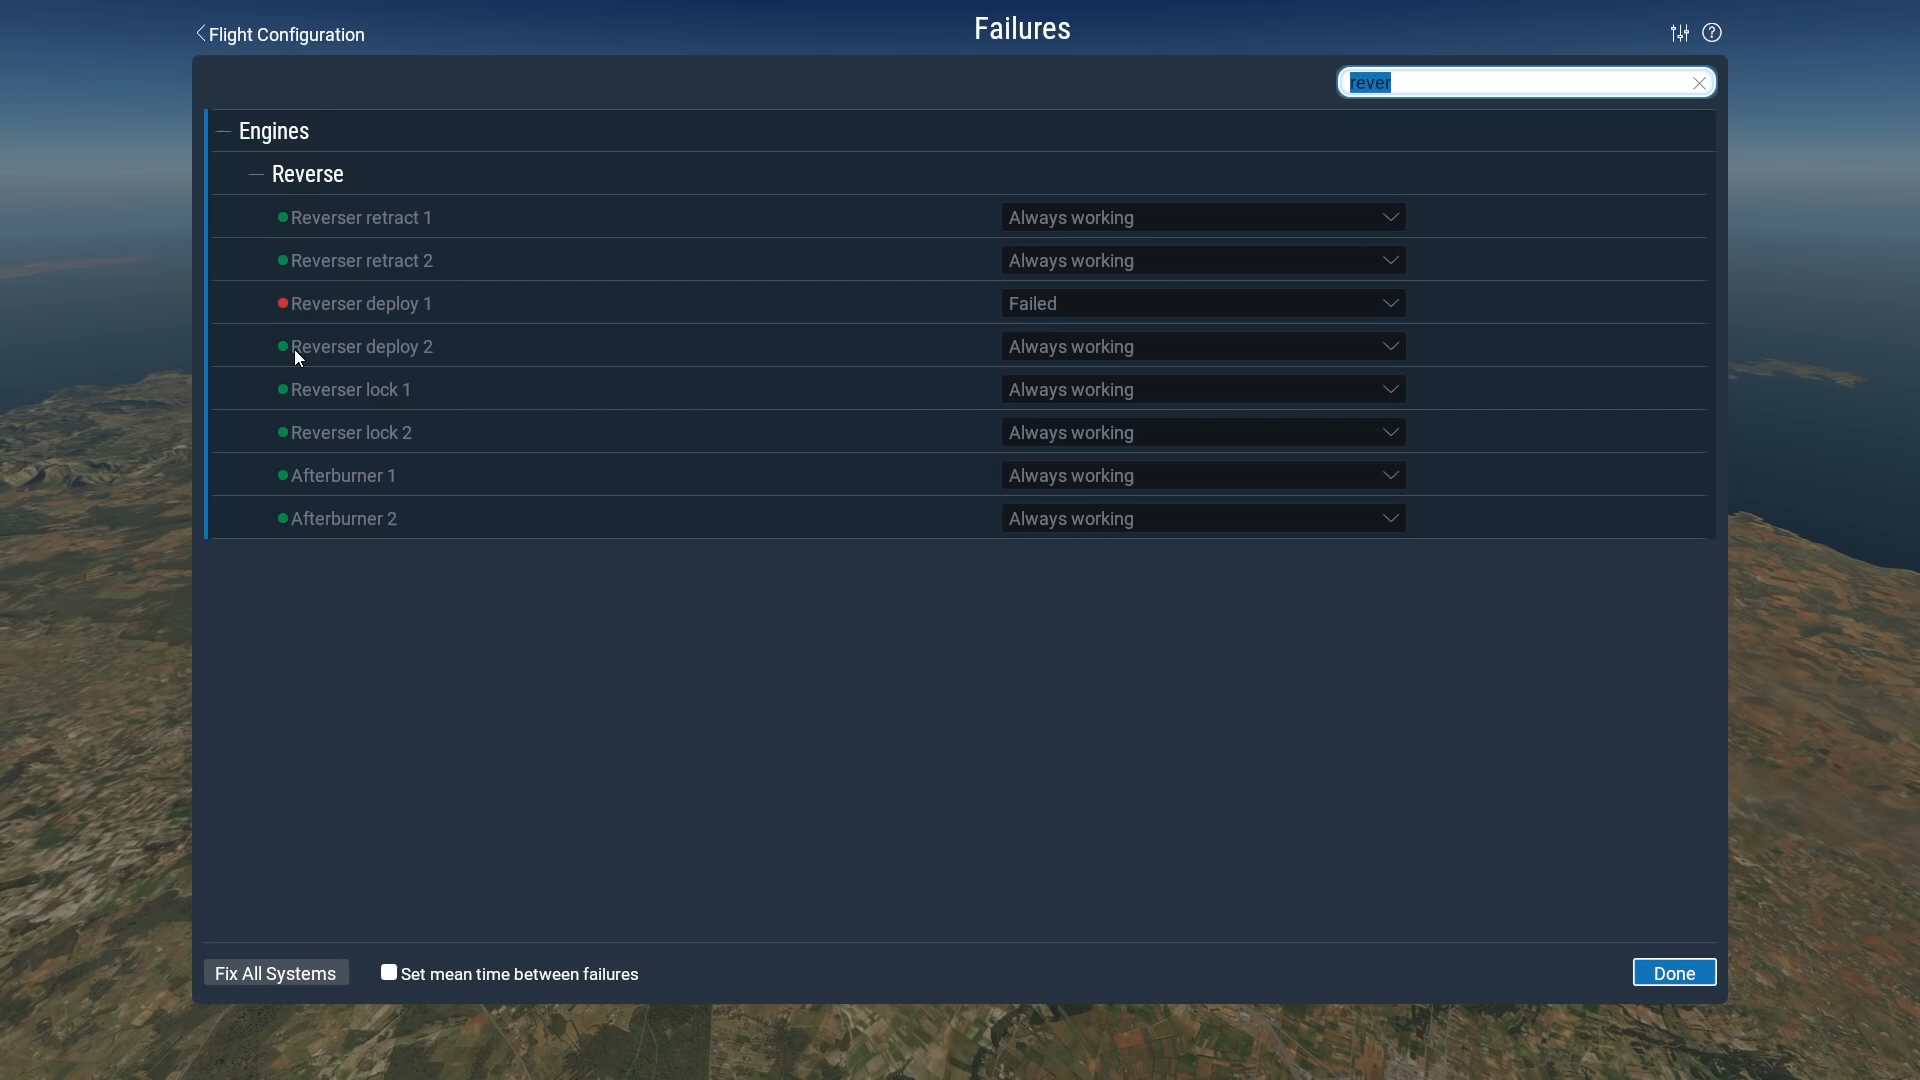 Flight Configuration
Failures
rever
Engines
Reverse
Reverser retract 1 Always working
Reverser retract 2 Always working
Reverser deploy 1 Failed
Reverser deploy 2 Always working
Reverser lock 1 Always working
Reverser lock 2 Always working
Afterburner 1 Always working
Afterburner 2 Always working
Fix All Systems Set mean time between failures Done